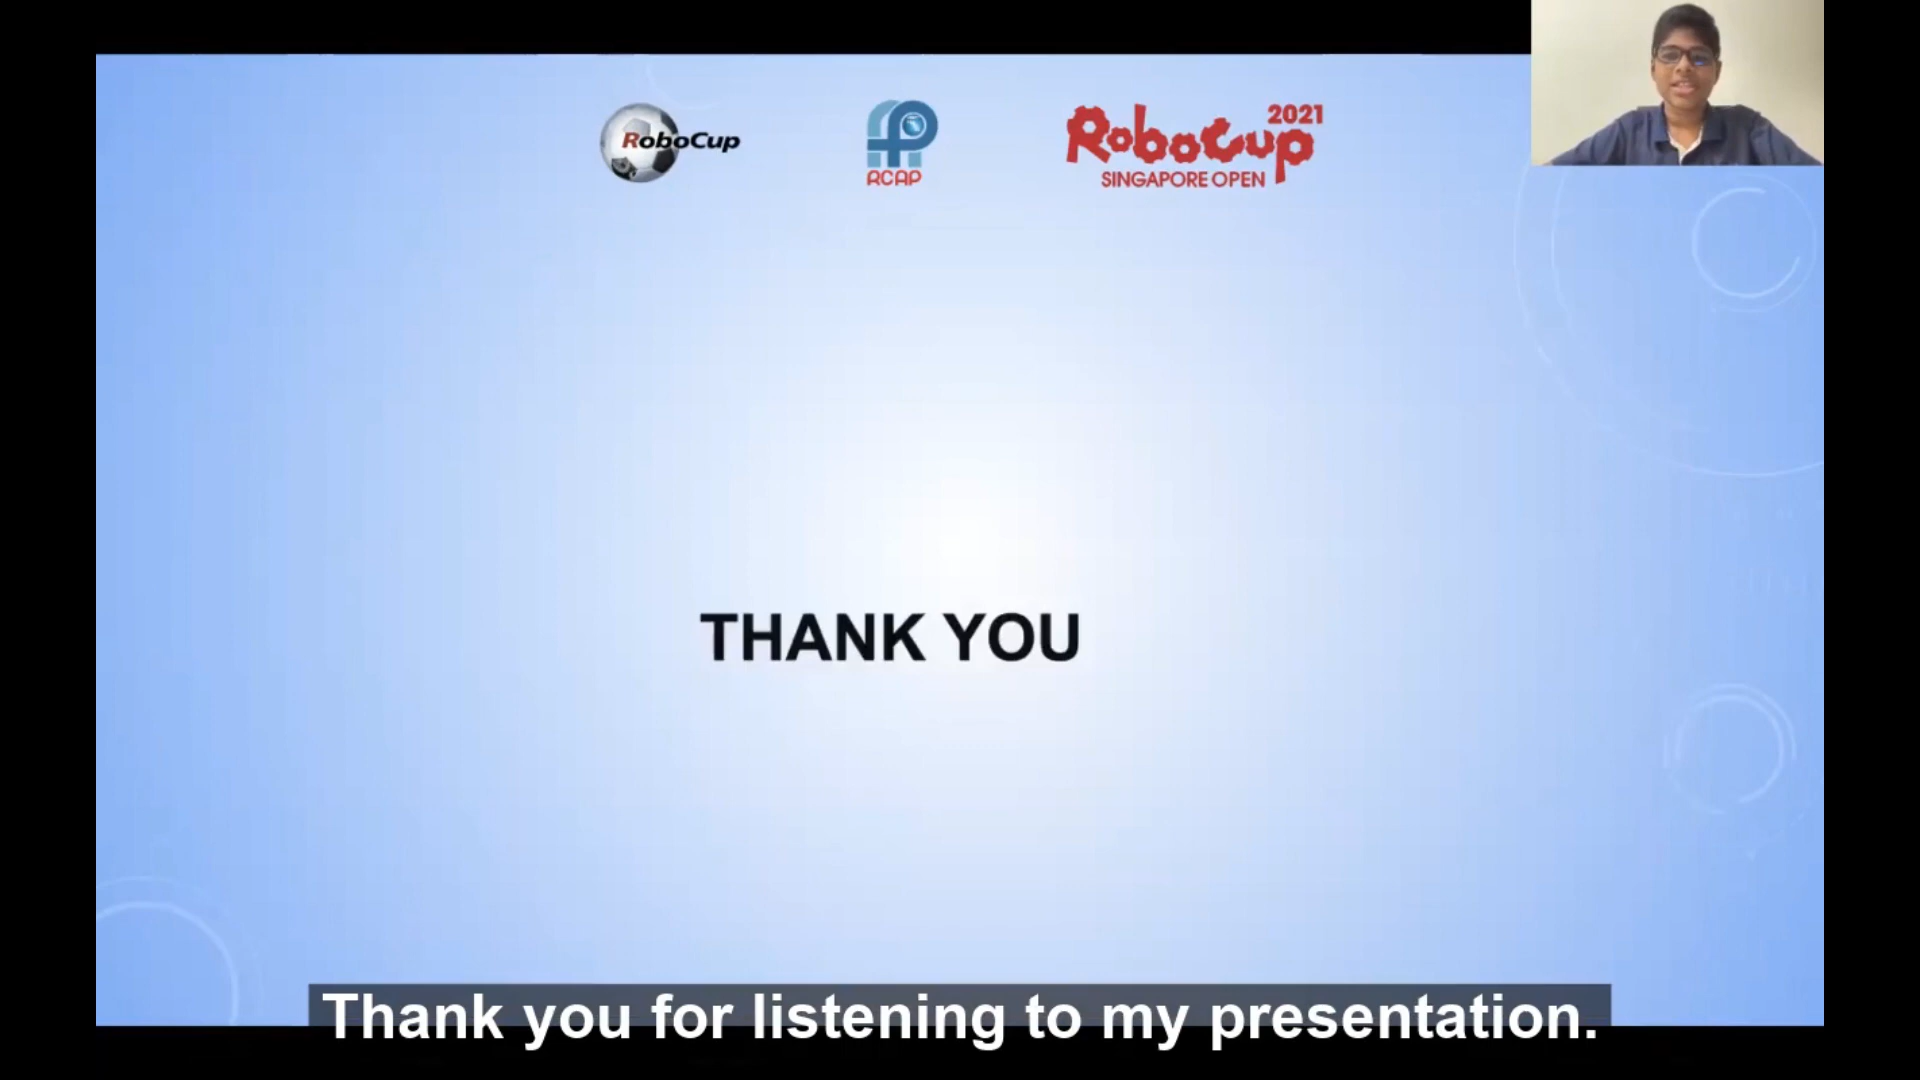 RoboCup
RCAP
RoboCup 2021
SINGAPORE OPEN
THANK YOU
Thank you for listening to my presentation.